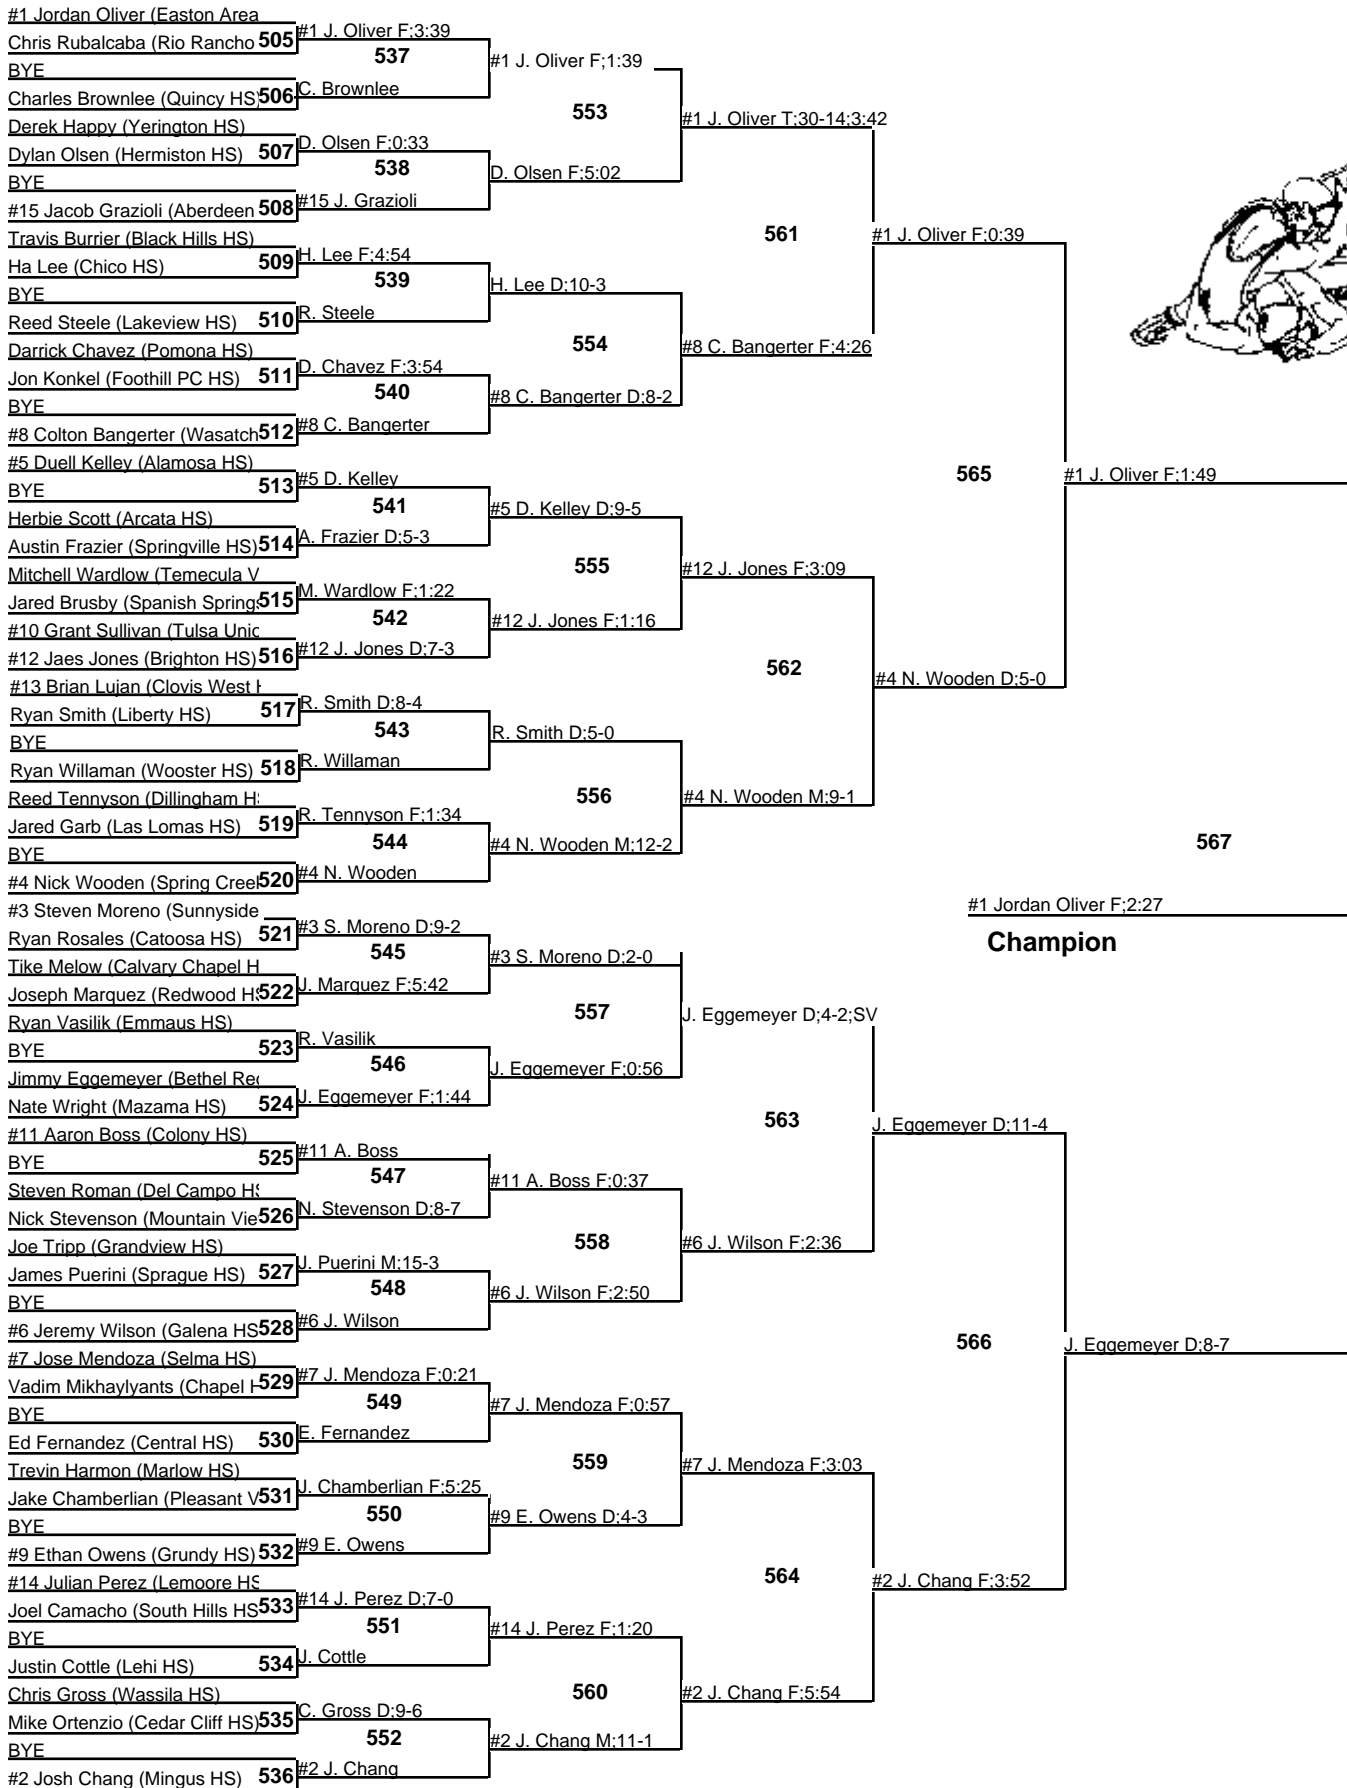 #1 Jordan Oliver (Easton Area
Chris Rubalcaba (Rio Rancho 505
BYE
Charles Brownlee (Quincy HS) 506
Derek Happy (Yerington HS)
Dylan Olsen (Hermiston HS) 507
BYE
#15 Jacob Grazioli (Aberdeen 508
Travis Burrier (Black Hills HS)
Ha Lee (Chico HS) 509
BYE
Reed Steele (Lakeview HS) 510
Darrick Chavez (Pomona HS)
Jon Konkel (Foothill PC HS) 511
BYE
#8 Colton Bangerter (Wasatch 512
#5 Duell Kelley (Alamosa HS)
BYE 513
Herbie Scott (Arcata HS)
Austin Frazier (Springville HS) 514
Mitchell Wardlow (Temecula V
Jared Brusby (Spanish Springs 515
#10 Grant Sullivan (Tulsa Unic
#12 Jaes Jones (Brighton HS) 516
#13 Brian Lujan (Clovis West H
Ryan Smith (Liberty HS) 517
BYE
Ryan Willaman (Wooster HS) 518
Reed Tennyson (Dillingham HS
Jared Garb (Las Lomas HS) 519
BYE
#4 Nick Wooden (Spring Creek 520
#3 Steven Moreno (Sunnyside
Ryan Rosales (Catoosa HS) 521
Tike Melow (Calvary Chapel H
Joseph Marquez (Redwood HS 522
Ryan Vasilik (Emmaus HS)
BYE 523
Jimmy Eggemeyer (Bethel Reg
Nate Wright (Mazama HS) 524
#11 Aaron Boss (Colony HS)
BYE 525
Steven Roman (Del Campo HS
Nick Stevenson (Mountain Vie 526
Joe Tripp (Grandview HS)
James Puerini (Sprague HS) 527
BYE
#6 Jeremy Wilson (Galena HS 528
#7 Jose Mendoza (Selma HS)
Vadim Mikhaylyants (Chapel H 529
BYE
Ed Fernandez (Central HS) 530
Trevin Harmon (Marlow HS)
Jake Chamberlian (Pleasant V 531
BYE
#9 Ethan Owens (Grundy HS) 532
#14 Julian Perez (Lemoore HS
Joel Camacho (South Hills HS 533
BYE
Justin Cottle (Lehi HS) 534
Chris Gross (Wassila HS)
Mike Ortenzio (Cedar Cliff HS) 535
BYE
#2 Josh Chang (Mingus HS) 536
#1 J. Oliver F;3:39
537
C. Brownlee
D. Olsen F;0:33
538
#15 J. Grazioli
H. Lee F;4:54
539
R. Steele
D. Chavez F;3:54
540
#8 C. Bangerter
#5 D. Kelley
541
A. Frazier D;5-3
M. Wardlow F;1:22
542
#12 J. Jones D;7-3
R. Smith D;8-4
543
R. Willaman
R. Tennyson F;1:34
544
#4 N. Wooden
#3 S. Moreno D;9-2
545
J. Marquez F;5:42
R. Vasilik
546
J. Eggemeyer F;1:44
#11 A. Boss
547
N. Stevenson D;8-7
J. Puerini M;15-3
548
#6 J. Wilson
#7 J. Mendoza F;0:21
549
E. Fernandez
J. Chamberlian F;5:25
550
#9 E. Owens
#14 J. Perez D;7-0
551
J. Cottle
C. Gross D;9-6
552
#2 J. Chang
#1 J. Oliver F;1:39
553
D. Olsen F;5:02
H. Lee D;10-3
554
#8 C. Bangerter D;8-2
#5 D. Kelley D;9-5
555
#12 J. Jones F;1:16
R. Smith D;5-0
556
#4 N. Wooden M;12-2
#3 S. Moreno D;2-0
557
J. Eggemeyer F;0:56
#11 A. Boss F;0:37
558
#6 J. Wilson F;2:50
#7 J. Mendoza F;0:57
559
#9 E. Owens D;4-3
#14 J. Perez F;1:20
560
#2 J. Chang M;11-1
#1 J. Oliver T;30-14;3:42
561
#8 C. Bangerter F;4:26
#12 J. Jones F;3:09
562
#4 N. Wooden M;9-1
J. Eggemeyer D;4-2;SV
563
#6 J. Wilson F;2:36
#7 J. Mendoza F;3:03
564
#2 J. Chang F;5:54
#1 J. Oliver F;0:39
565
#4 N. Wooden D;5-0
J. Eggemeyer D;11-4
566
#2 J. Chang F;3:52
#1 J. Oliver F;1:49
567
J. Eggemeyer D;8-7
#1 Jordan Oliver F;2:27
Champion